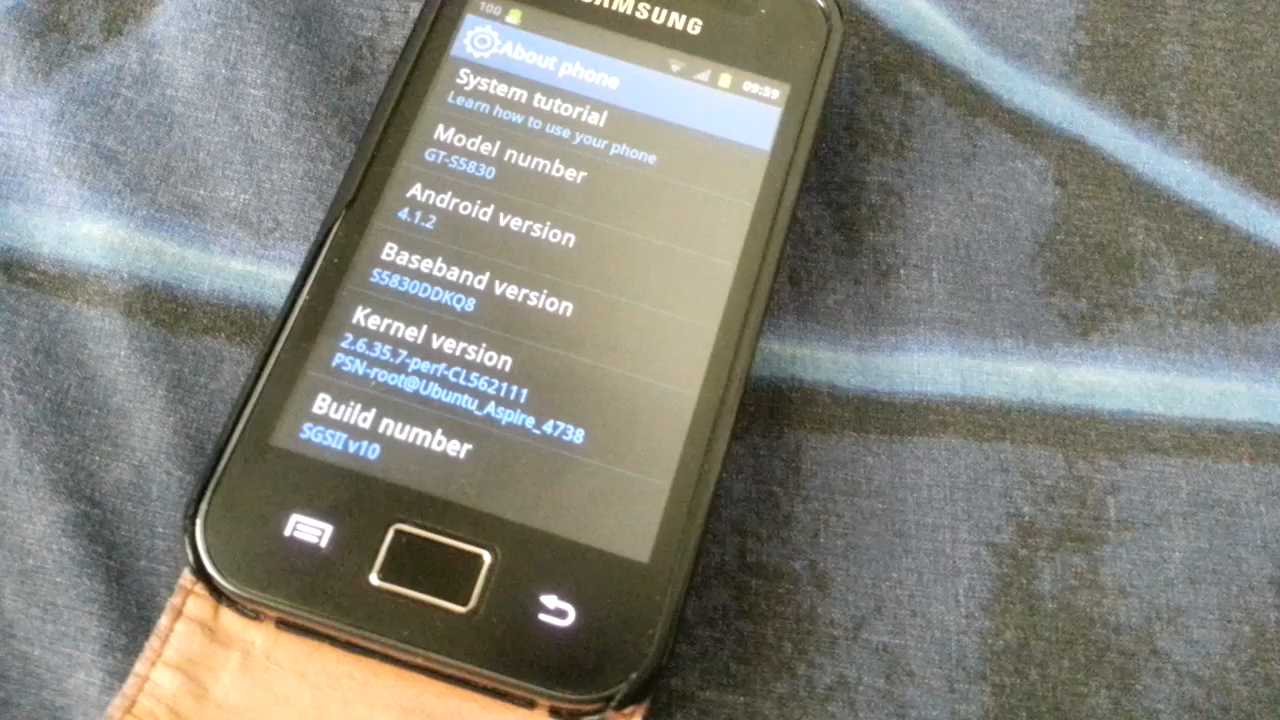 SAMSUNG
100
09:59
About phone
System tutorial
Learn how to use your phone
Model number
GT-S5830
Android version
4.1.2
Baseband version
S5830DDKQ8
Kernel version
2.6.35.7-perf-CL562111
PSN-root@Ubuntu_Aspire_4738
Build number
SGSII v10